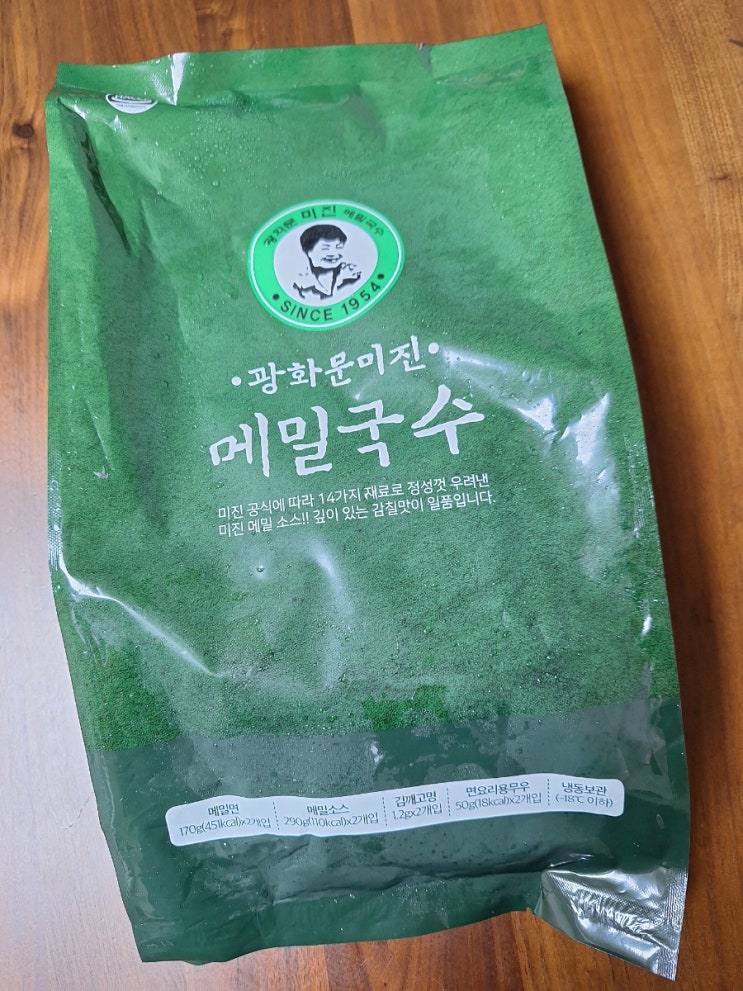 광화문 미진 메밀국수
SINCE 1954
•광화문미진•
메밀국수
미진 공식에 따라 14가지 재료로 정성껏 우려낸
미진 메밀 소스!! 깊이 있는 감칠맛이 일품입니다.
메밀면
170g(451kcal)x2개입
메밀소스
290g(110kcal)x2개입
김깨고명
1.2gx2개입
면요리용무우
50g(18kcal)x2개입
냉동보관
(-18℃ 이하)